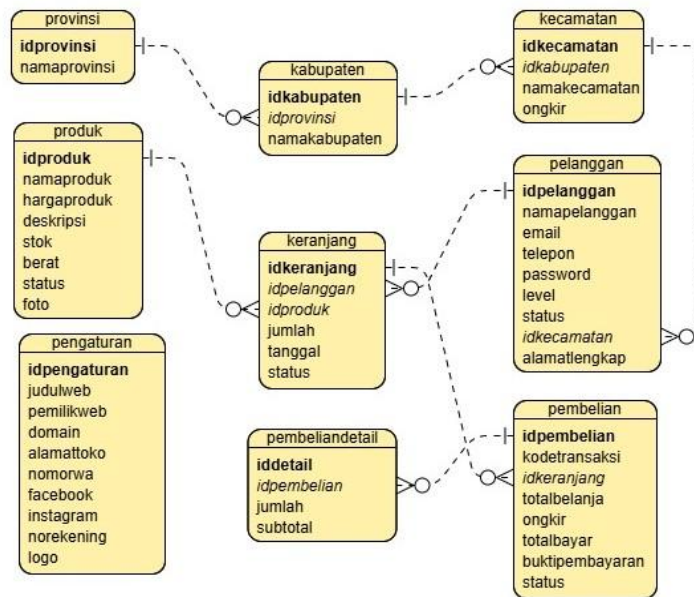 provinsi
idprovinsi
namaprovinsi
kabupaten
idkabupaten
idprovinsi
namakabupaten
kecamatan
idkecamatan
idkabupaten
namakecamatan
ongkir
produk
idproduk
namaproduk
hargaproduk
deskripsi
stok
berat
status
foto
keranjang
idkeranjang
idpelanggan
idproduk
jumlah
tanggal
status
pelanggan
idpelanggan
namapelanggan
email
telepon
password
level
status
idkecamatan
alamatlengkap
pengaturan
idpengaturan
judulweb
pemilikweb
domain
alamattoko
nomorwa
facebook
instagram
norekening
logo
pembeliandetail
iddetail
idpembelian
jumlah
subtotal
pembelian
idpembelian
kodetransaksi
idkeranjang
totalbelanja
ongkir
totalbayar
buktipembayaran
status